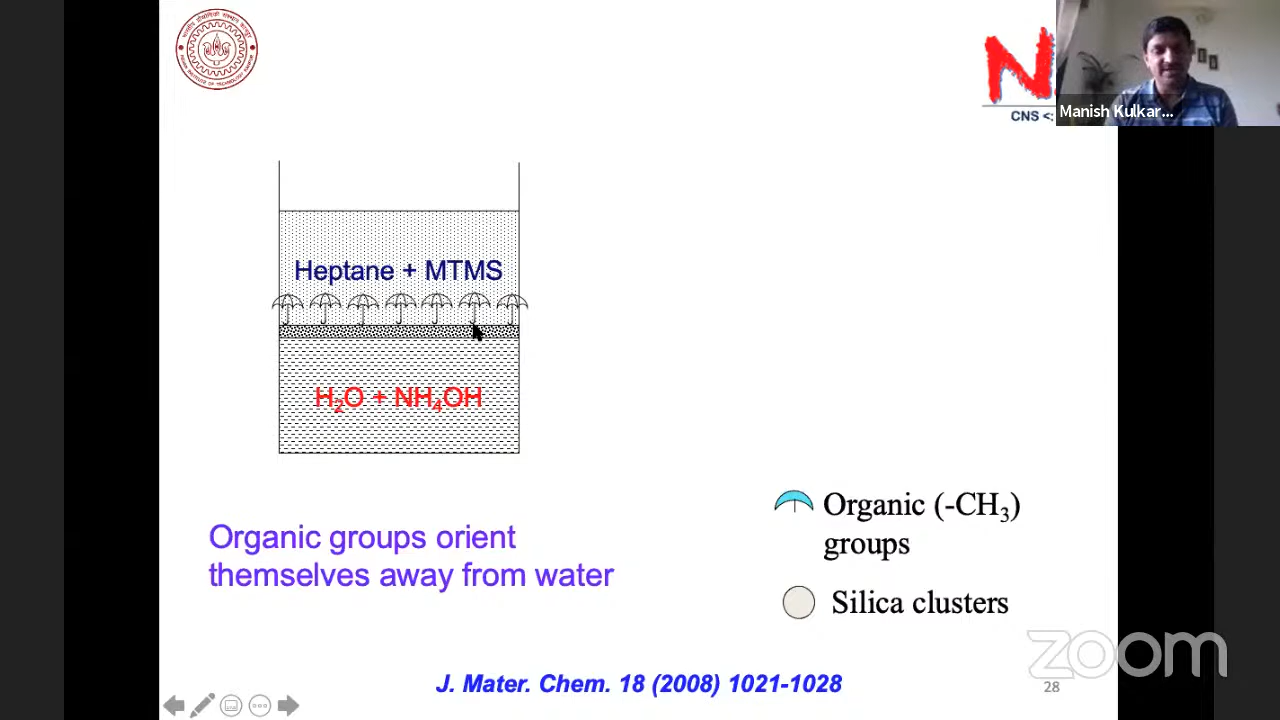 CNS <:
Manish Kulkar...
Heptane + MTMS
H₂O + NH₄OH
Organic groups orient
themselves away from water
Organic (-CH₃)
groups
Silica clusters
J. Mater. Chem. 18 (2008) 1021-1028
zoom
28